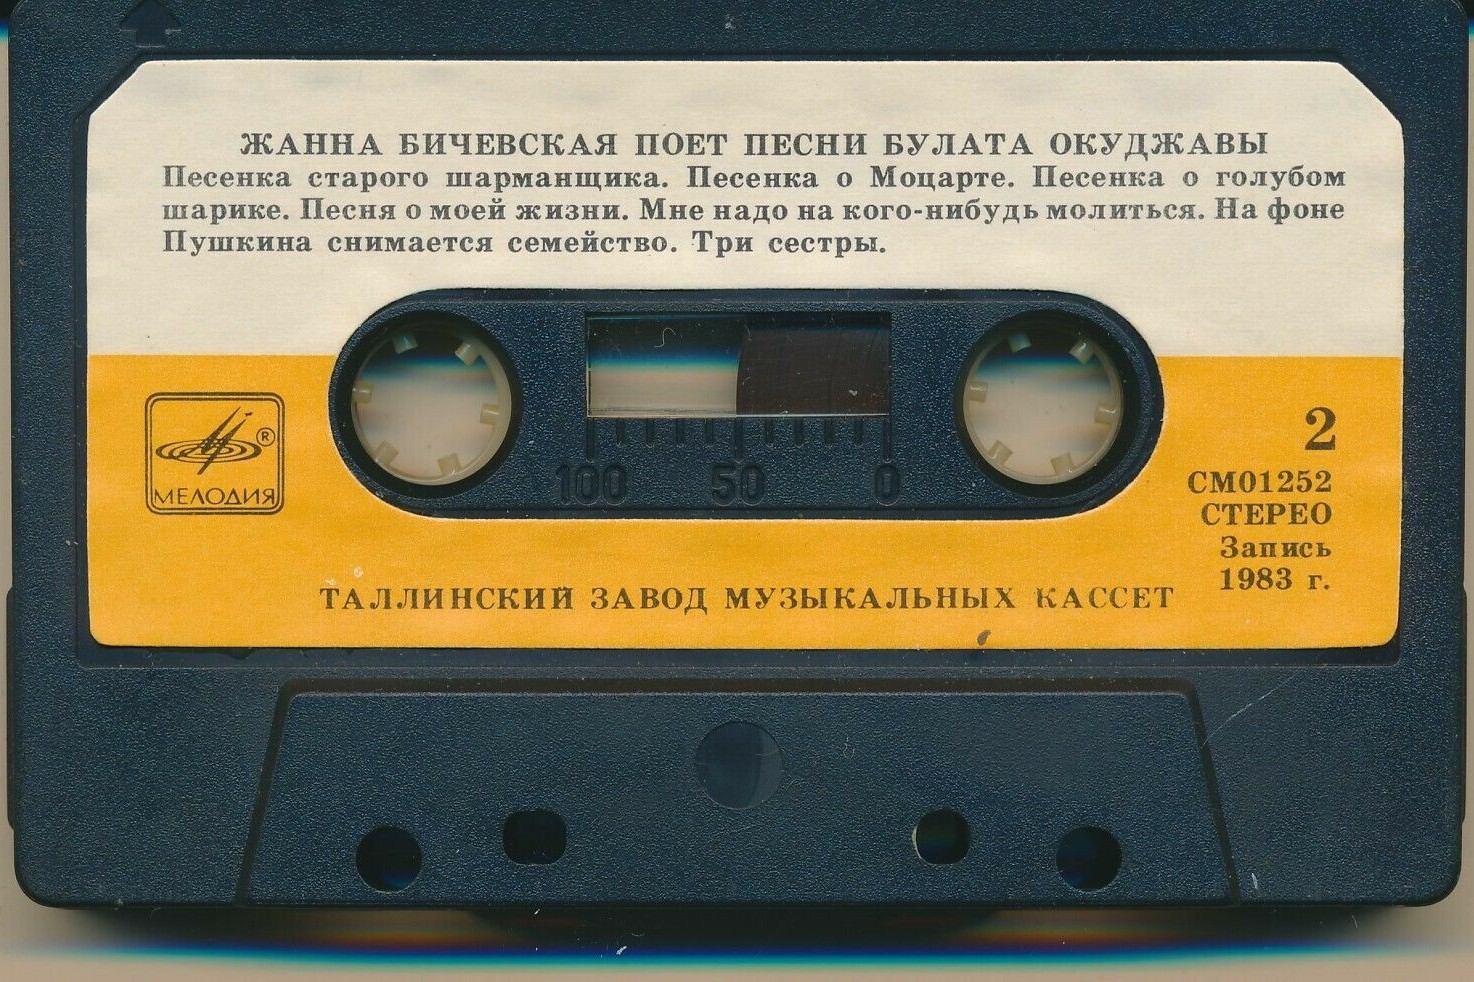 ЖАННА БИЧЕВСКАЯ ПОЕТ ПЕСНИ БУЛАТА ОКУДЖАВЫ
Песенка старого шарманщика. Песенка о Моцарте. Песенка о голубом
шарике. Песня о моей жизни. Мне надо на кого-нибудь молиться. На фоне
Пушкина снимается семейство. Три сестры.
®
МЕЛОДИЯ
100 50 0
2
СМ01252
СТЕРЕО
Запись
1983 г.
ТАЛЛИНСКИЙ ЗАВОД МУЗЫКАЛЬНЫХ КАССЕТ